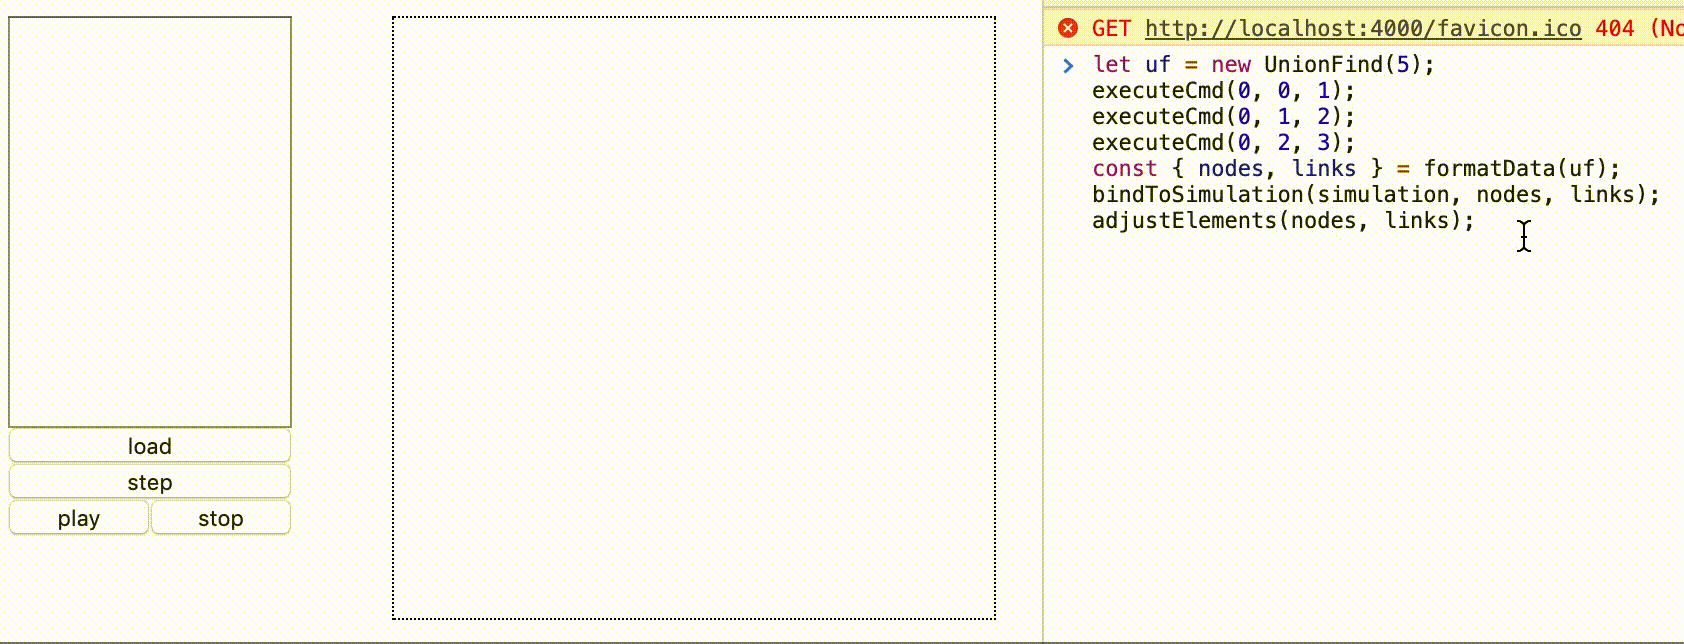 load
step
play stop
GET http://localhost:4000/favicon.ico 404 (No
let uf = new UnionFind(5);
executeCmd(0, 0, 1);
executeCmd(0, 1, 2);
executeCmd(0, 2, 3);
const { nodes, links } = formatData(uf);
bindToSimulation(simulation, nodes, links);
adjustElements(nodes, links);